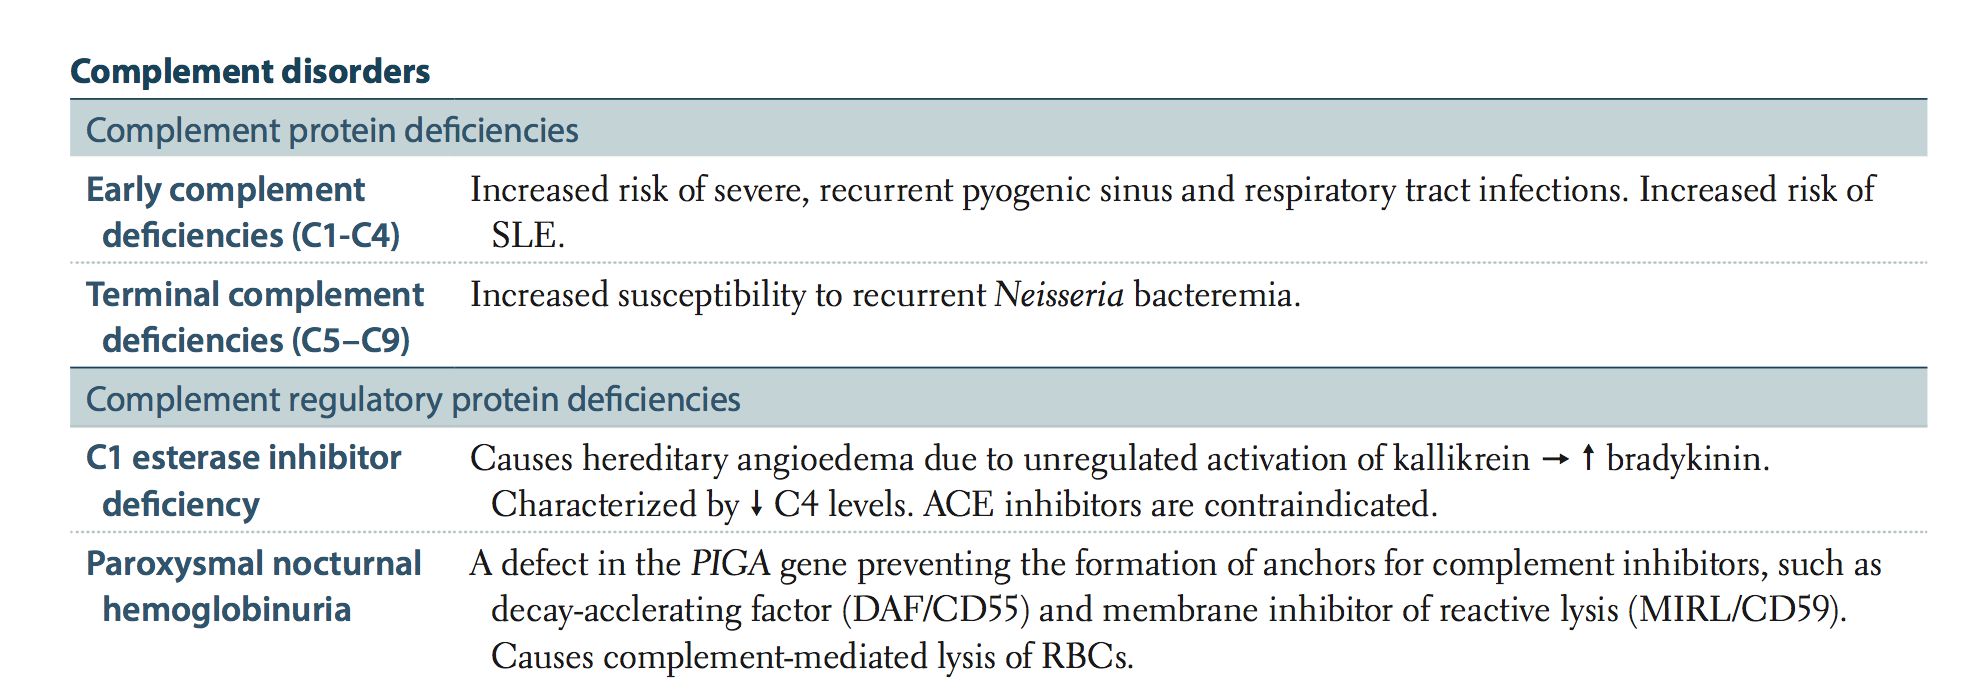 Complement disorders
Complement protein deficiencies
Early complement
deficiencies (C1-C4)
Increased risk of severe, recurrent pyogenic sinus and respiratory tract infections. Increased risk of
SLE.
Terminal complement
deficiencies (C5–C9)
Increased susceptibility to recurrent Neisseria bacteremia.
Complement regulatory protein deficiencies
C1 esterase inhibitor
deficiency
Causes hereditary angioedema due to unregulated activation of kallikrein → ↑ bradykinin.
Characterized by ↓ C4 levels. ACE inhibitors are contraindicated.
Paroxysmal nocturnal
hemoglobinuria
A defect in the PIGA gene preventing the formation of anchors for complement inhibitors, such as
decay-acclerating factor (DAF/CD55) and membrane inhibitor of reactive lysis (MIRL/CD59).
Causes complement-mediated lysis of RBCs.